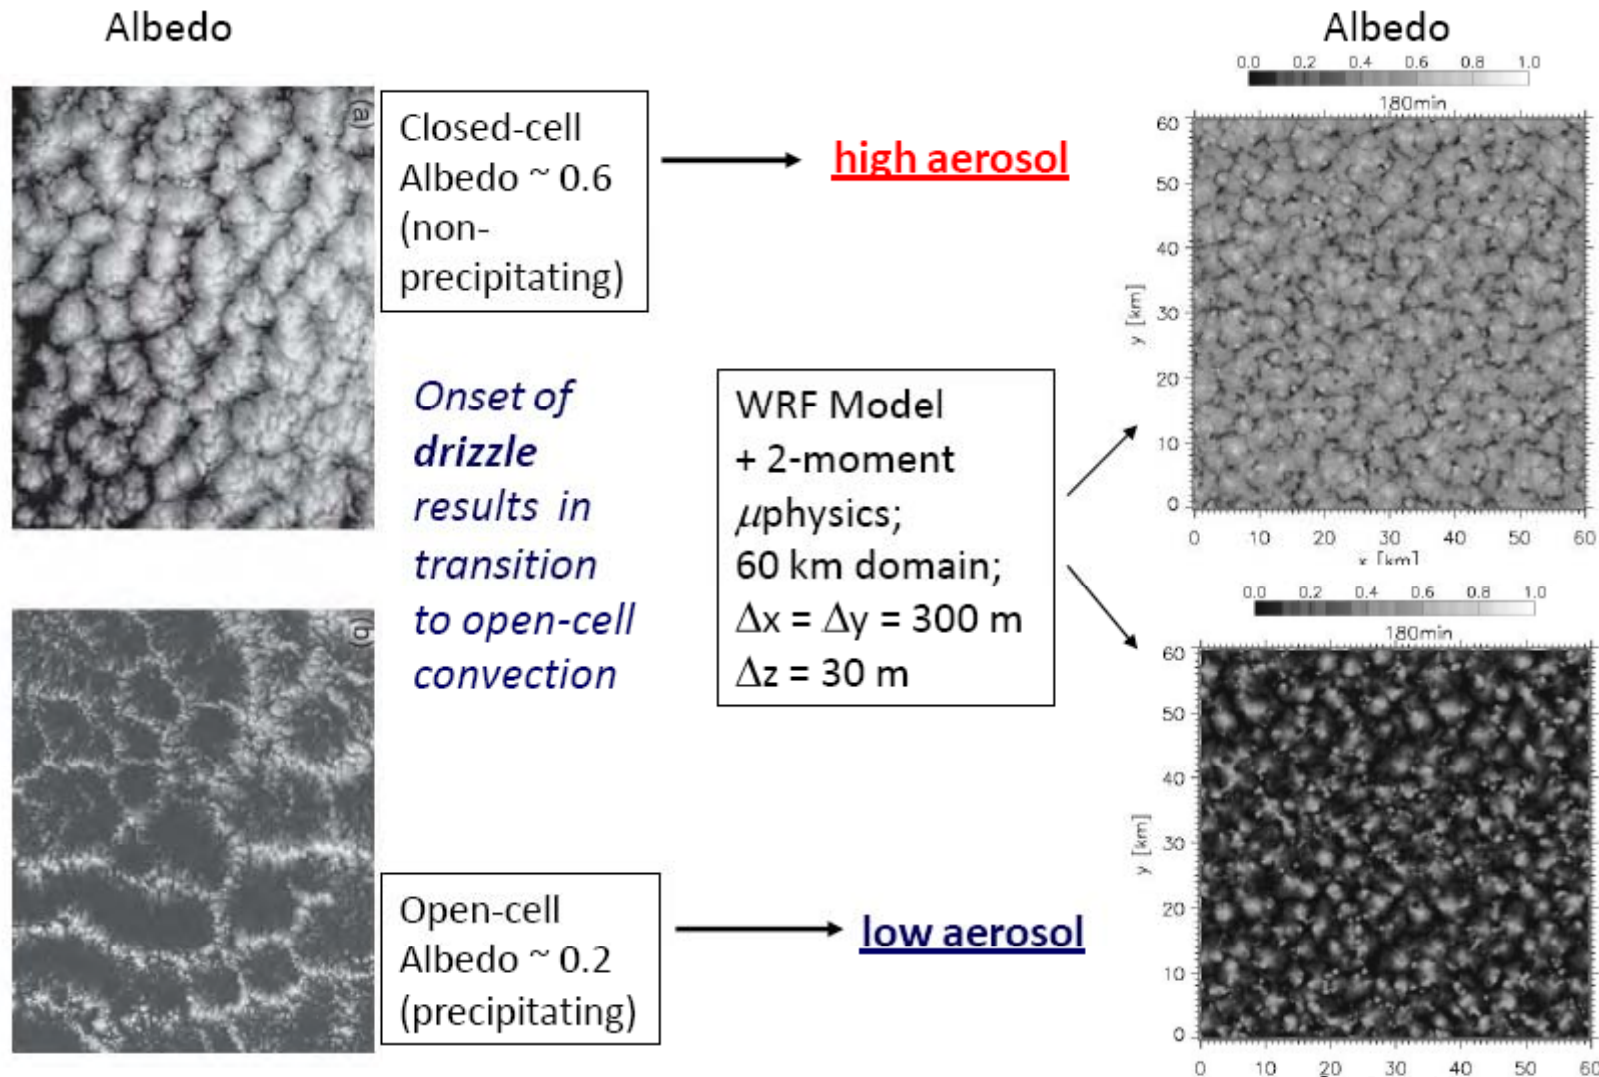 Albedo
(a)
Closed-cell
Albedo ~ 0.6
(non-
precipitating)
high aerosol
Onset of
drizzle
results in
transition
to open-cell
convection
(b)
Open-cell
Albedo ~ 0.2
(precipitating)
low aerosol
WRF Model
+ 2-moment
μphysics;
60 km domain;
Δx = Δy = 300 m
Δz = 30 m
Albedo
0.0 0.2 0.4 0.6 0.8 1.0
180min
60
50
40
30
20
10
0
y [km]
0 10 20 30 40 50 60
x [km]
0.0 0.2 0.4 0.6 0.8 1.0
180min
60
50
40
30
20
10
0
y [km]
0 10 20 30 40 50 60